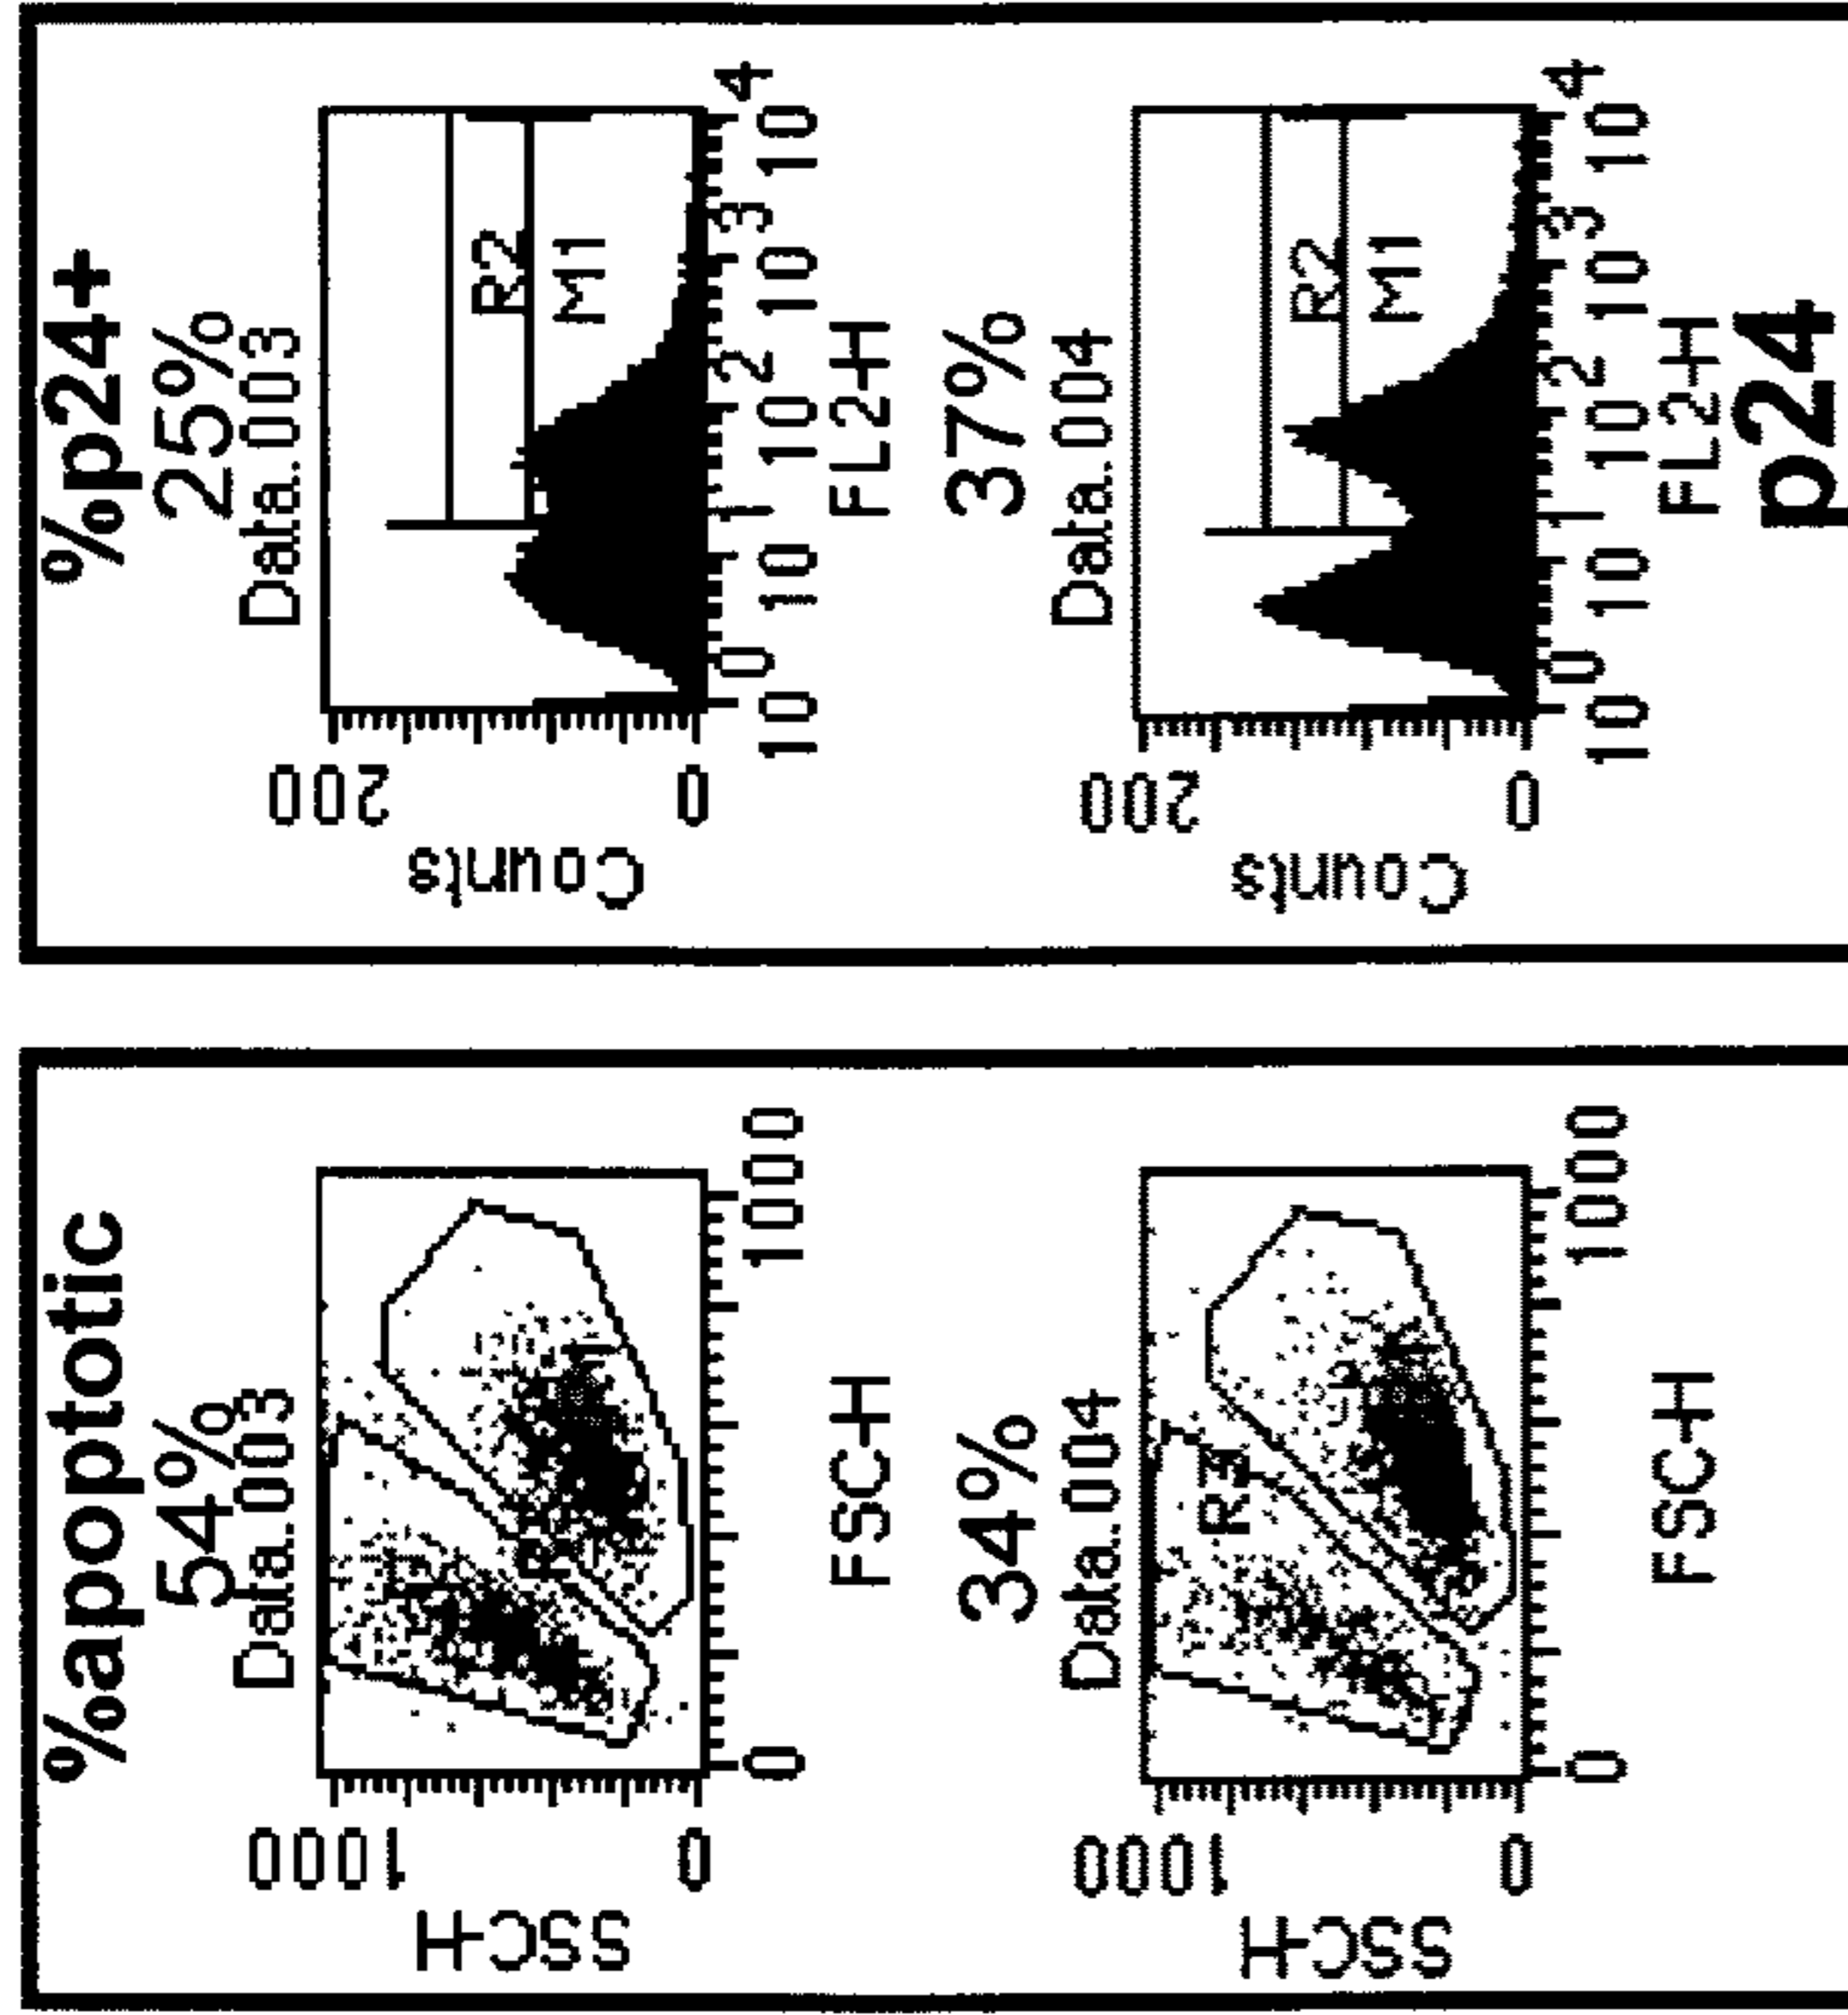 %apoptotic
54%
Data.003
SSC-H
1000
0
0 1000
FSC-H
34%
Data.004
SSC-H
1000
0
0 1000
FSC-H
%p24+
25%
Data.003
Counts
200
0
R2
M1
10^0 10^1 10^2 10^3 10^4
FL2-H
37%
Data.004
Counts
200
0
R2
M1
10^0 10^1 10^2 10^3 10^4
FL2-H
p24